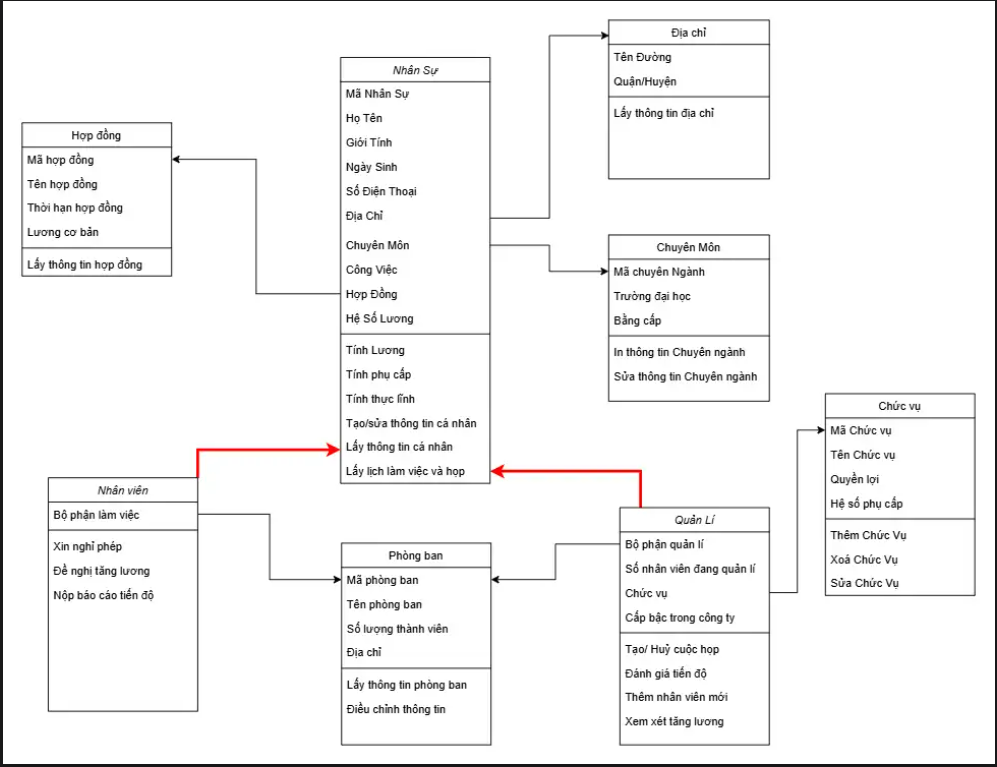 Địa chỉ
Tên Đường
Quận/Huyện
Lấy thông tin địa chỉ
Nhân Sự
Mã Nhân Sự
Họ Tên
Giới Tính
Ngày Sinh
Số Điện Thoại
Địa Chỉ
Chuyên Môn
Công Việc
Hợp Đồng
Hệ Số Lương
Tính Lương
Tính phụ cấp
Tính thực lĩnh
Tạo/sửa thông tin cá nhân
Lấy thông tin cá nhân
Lấy lịch làm việc và họp
Hợp đồng
Mã hợp đồng
Tên hợp đồng
Thời hạn hợp đồng
Lương cơ bản
Lấy thông tin hợp đồng
Chuyên Môn
Mã chuyên Ngành
Trường đại học
Bằng cấp
In thông tin Chuyên ngành
Sửa thông tin Chuyên ngành
Chức vụ
Mã Chức vụ
Tên Chức vụ
Quyền lợi
Hệ số phụ cấp
Thêm Chức Vụ
Xoá Chức Vụ
Sửa Chức Vụ
Nhân viên
Bộ phận làm việc
Xin nghỉ phép
Đề nghị tăng lương
Nộp báo cáo tiến độ
Phòng ban
Mã phòng ban
Tên phòng ban
Số lượng thành viên
Địa chỉ
Lấy thông tin phòng ban
Điều chỉnh thông tin
Quản Lí
Bộ phận quản lí
Số nhân viên đang quản lí
Chức vụ
Cấp bậc trong công ty
Tạo/ Huỷ cuộc họp
Đánh giá tiến độ
Thêm nhân viên mới
Xem xét tăng lương